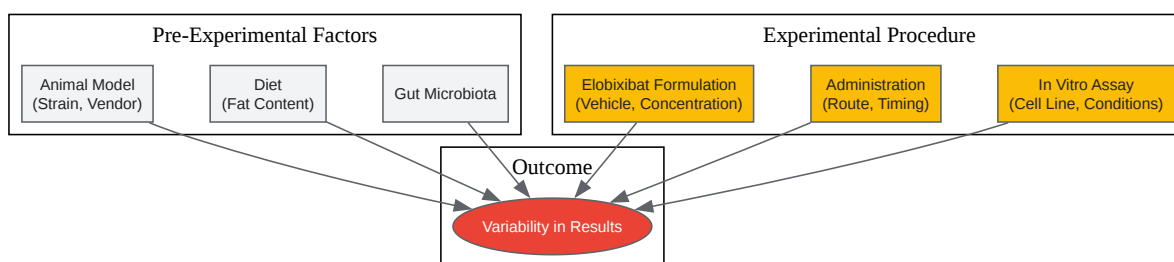 Pre-Experimental Factors
Animal Model
(Strain, Vendor)
Diet
(Fat Content)
Gut Microbiota
Experimental Procedure
Elobixibat Formulation
(Vehicle, Concentration)
Administration
(Route, Timing)
In Vitro Assay
(Cell Line, Conditions)
Outcome
Variability in Results